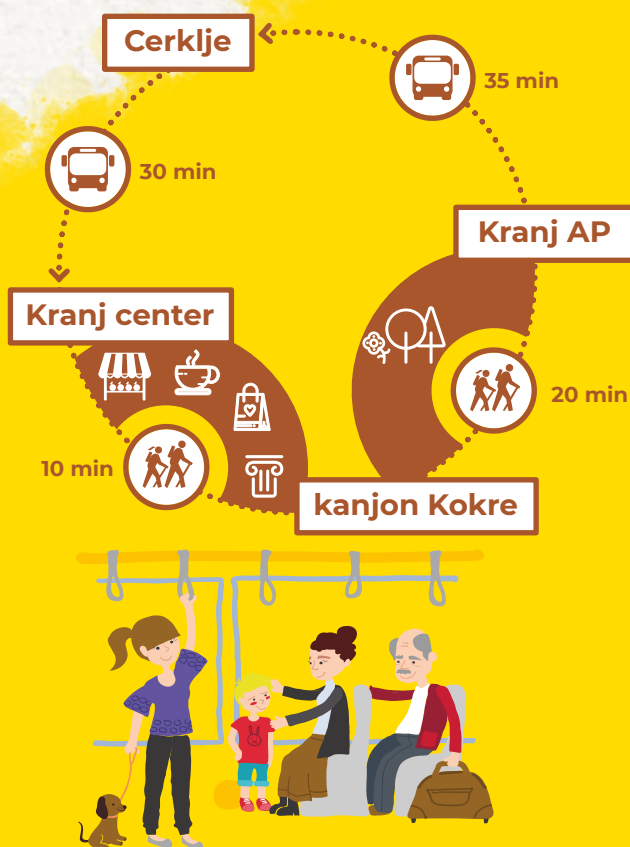 Cerklje
35 min
30 min
Kranj AP
Kranj center
20 min
10 min
kanjon Kokre